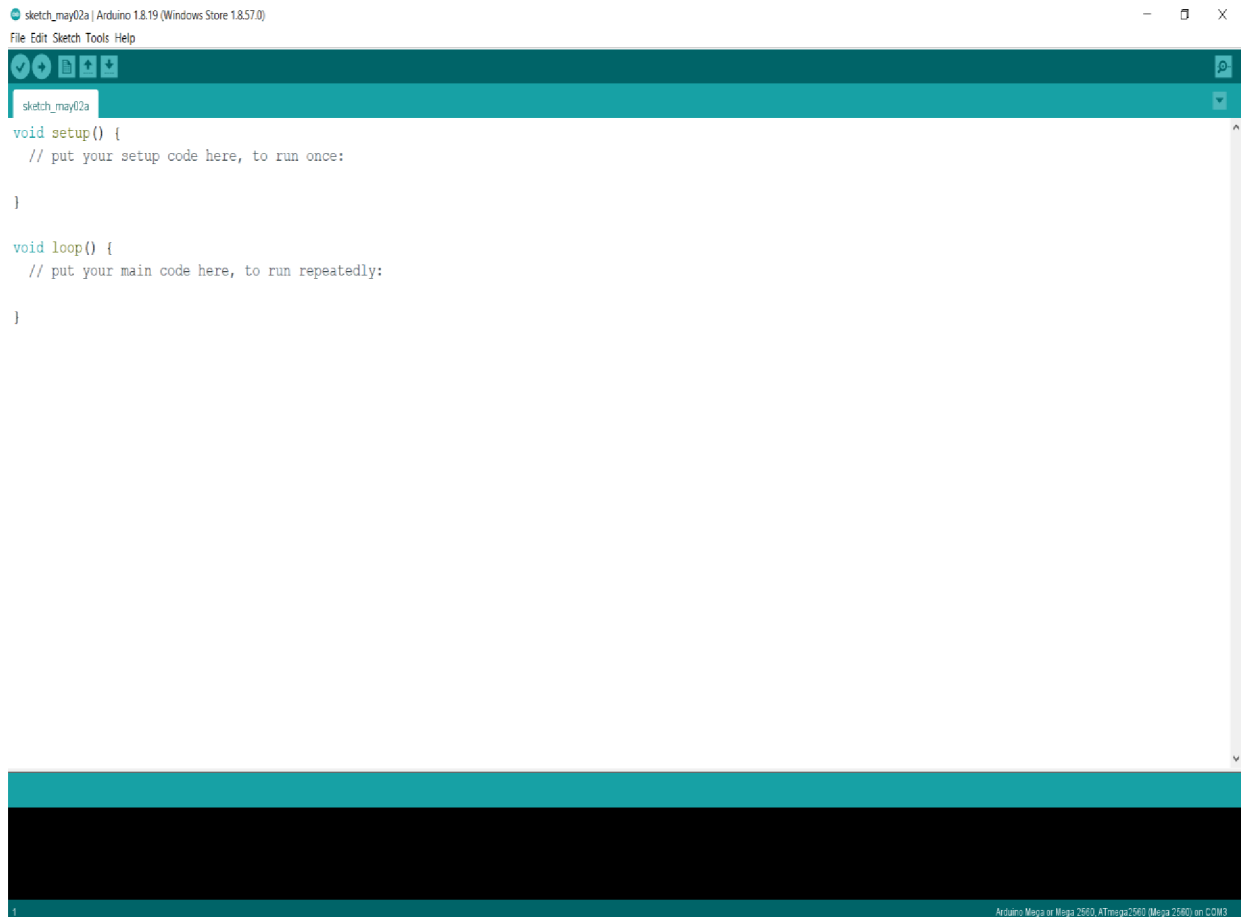 sketch_may02a | Arduino 1.8.19 (Windows Store 1.8.57.0)
File Edit Sketch Tools Help
sketch_may02a
void setup() {
  // put your setup code here, to run once:
}
void loop() {
  // put your main code here, to run repeatedly:
}
1
Arduino Mega or Mega 2560, ATmega2560 (Mega 2560) on COM3